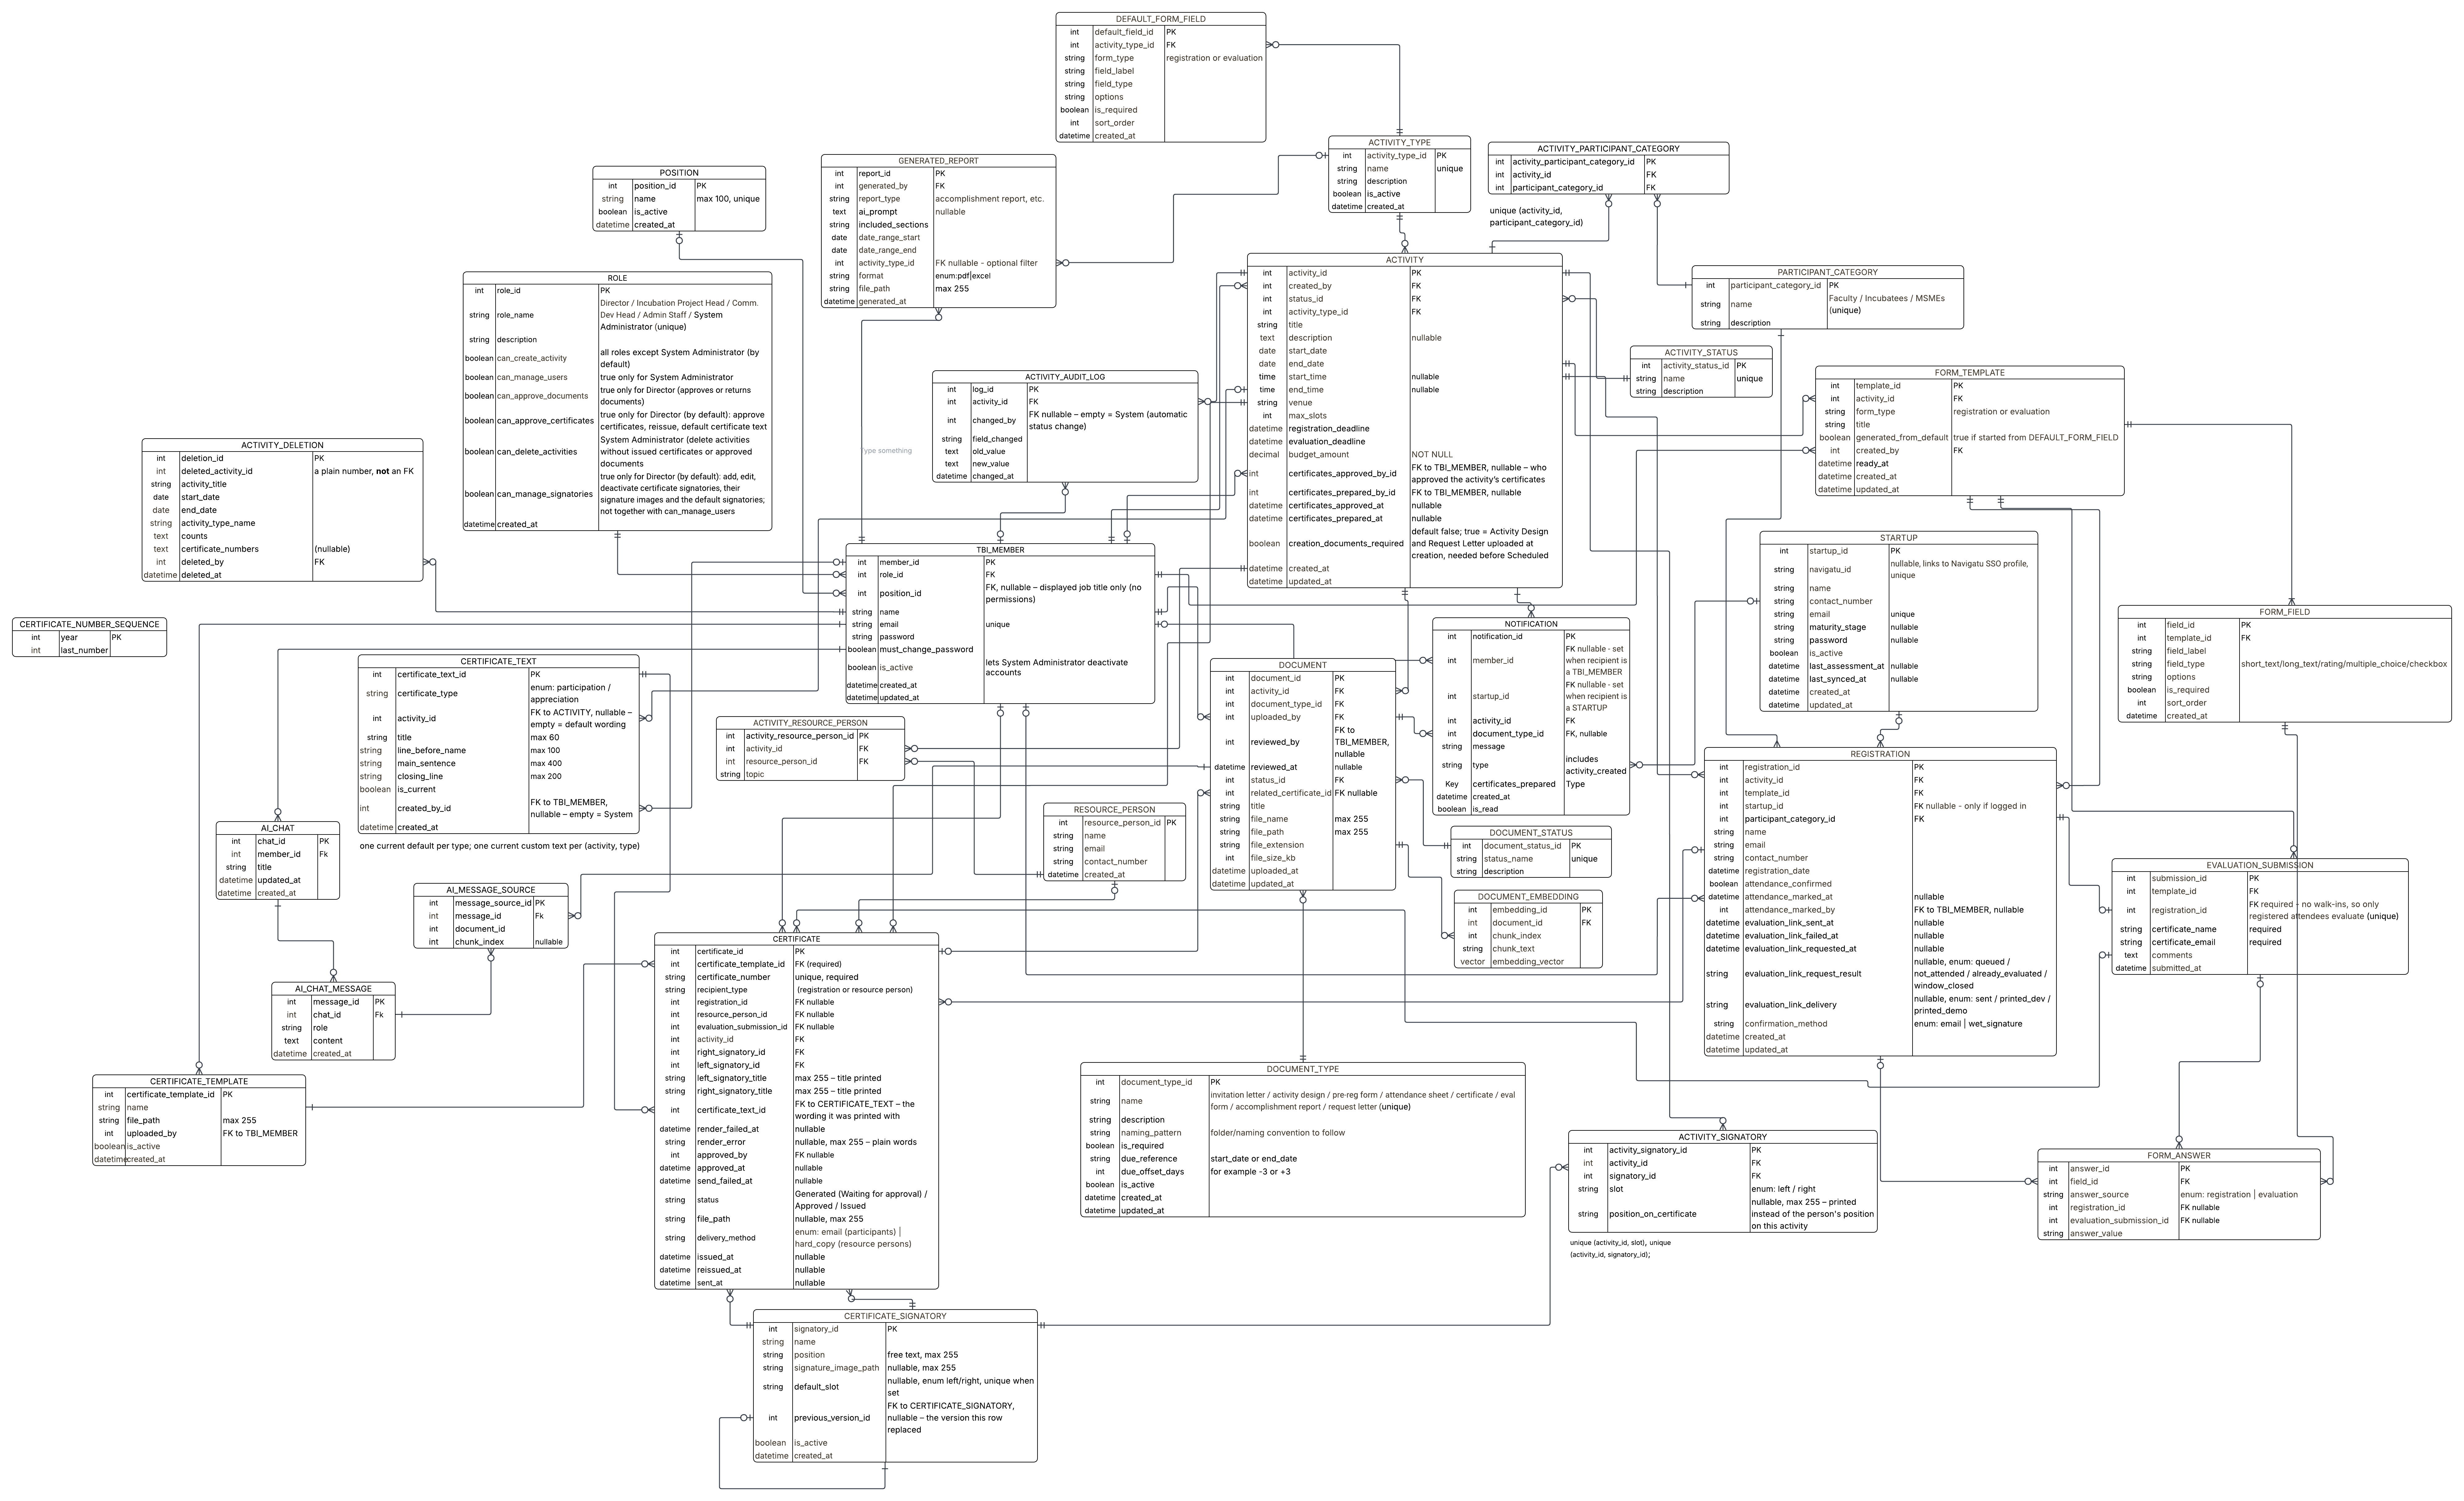 DEFAULT_FORM_FIELD
int default_field_id PK
int activity_type_id FK
string form_type registration or evaluation
string field_label
string field_type
string options
boolean is_required
int sort_order
datetime created_at
ACTIVITY_TYPE
int activity_type_id PK
string name unique
string description
boolean is_active
datetime created_at
ACTIVITY_PARTICIPANT_CATEGORY
int activity_participant_category_id PK
int activity_id FK
int participant_category_id FK
unique (activity_id,
participant_category_id)
GENERATED_REPORT
int report_id PK
int generated_by FK
string report_type accomplishment report, etc.
text ai_prompt nullable
string included_sections
date date_range_start
date date_range_end
int activity_type_id FK nullable - optional filter
string format enum:pdf|excel
string file_path max 255
datetime generated_at
POSITION
int position_id PK
string name max 100, unique
boolean is_active
datetime created_at
ROLE
int role_id PK
string role_name Director / Incubation Project Head / Comm.
Dev Head / Admin Staff / System
Administrator (unique)
string description
boolean can_create_activity all roles except System Administrator (by
default)
boolean can_manage_users true only for System Administrator
boolean can_approve_documents true only for Director (approves or returns
documents)
boolean can_approve_certificates true only for Director (by default): approve
certificates, reissue, default certificate text
boolean can_delete_activities System Administrator (delete activities
without issued certificates or approved
documents
boolean can_manage_signatories true only for Director (by default): add, edit,
deactivate certificate signatories, their
signature images and the default signatories;
not together with can_manage_users
datetime created_at
ACTIVITY
int activity_id PK
int created_by FK
int status_id FK
int activity_type_id FK
string title
text description nullable
date start_date
date end_date
time start_time nullable
time end_time nullable
string venue
int max_slots
datetime registration_deadline
datetime evaluation_deadline
decimal budget_amount NOT NULL
int certificates_approved_by_id FK to TBI_MEMBER, nullable – who
approved the activity's certificates
int certificates_prepared_by_id FK to TBI_MEMBER, nullable
datetime certificates_approved_at nullable
datetime certificates_prepared_at nullable
boolean creation_documents_required default false; true = Activity Design
and Request Letter uploaded at
creation, needed before Scheduled
datetime created_at
datetime updated_at
PARTICIPANT_CATEGORY
int participant_category_id PK
string name Faculty / Incubatees / MSMEs
(unique)
string description
ACTIVITY_STATUS
int activity_status_id PK
string name unique
string description
FORM_TEMPLATE
int template_id PK
int activity_id FK
string form_type registration or evaluation
string title
boolean generated_from_default true if started from DEFAULT_FORM_FIELD
int created_by FK
datetime ready_at
datetime created_at
datetime updated_at
ACTIVITY_AUDIT_LOG
int log_id PK
int activity_id FK
int changed_by FK nullable – empty = System (automatic
status change)
string field_changed
text old_value
text new_value
datetime changed_at
Type something
ACTIVITY_DELETION
int deletion_id PK
int deleted_activity_id a plain number, not an FK
string activity_title
date start_date
date end_date
string activity_type_name
text counts
text certificate_numbers (nullable)
int deleted_by FK
datetime deleted_at
TBI_MEMBER
int member_id PK
int role_id FK
int position_id FK, nullable – displayed job title only (no
permissions)
string name
string email unique
string password
boolean must_change_password
boolean is_active lets System Administrator deactivate
accounts
datetime created_at
datetime updated_at
STARTUP
int startup_id PK
string navigatu_id nullable, links to Navigatu SSO profile,
unique
string name
string contact_number
string email unique
string maturity_stage nullable
string password nullable
boolean is_active
datetime last_assessment_at nullable
datetime last_synced_at nullable
datetime created_at
datetime updated_at
CERTIFICATE_NUMBER_SEQUENCE
int year PK
int last_number
FORM_FIELD
int field_id PK
int template_id FK
string field_label
string field_type short_text/long_text/rating/multiple_choice/checkbox
string options
boolean is_required
int sort_order
datetime created_at
NOTIFICATION
int notification_id PK
int member_id FK nullable - set
when recipient is
a TBI_MEMBER
int startup_id FK nullable - set
when recipient is
a STARTUP
int activity_id FK
int document_type_id FK, nullable
string message
string type includes
activity_created
Key certificates_prepared Type
datetime created_at
boolean is_read
CERTIFICATE_TEXT
int certificate_text_id PK
string certificate_type enum: participation /
appreciation
int activity_id FK to ACTIVITY, nullable –
empty = default wording
string title max 60
string line_before_name max 100
string main_sentence max 400
string closing_line max 200
boolean is_current
int created_by_id FK to TBI_MEMBER,
nullable – empty = System
datetime created_at
one current default per type; one current custom text per (activity, type)
DOCUMENT
int document_id PK
int activity_id FK
int document_type_id FK
int uploaded_by FK
int reviewed_by FK to
TBI_MEMBER,
nullable
datetime reviewed_at nullable
int status_id FK
int related_certificate_id FK nullable
string title
string file_name max 255
string file_path max 255
string file_extension
int file_size_kb
datetime uploaded_at
datetime updated_at
ACTIVITY_RESOURCE_PERSON
int activity_resource_person_id PK
int activity_id FK
int resource_person_id FK
string topic
REGISTRATION
int registration_id PK
int activity_id FK
int template_id FK
int startup_id FK nullable - only if logged in
int participant_category_id FK
string name
string email
string contact_number
datetime registration_date
boolean attendance_confirmed
datetime attendance_marked_at nullable
int attendance_marked_by FK to TBI_MEMBER, nullable
datetime evaluation_link_sent_at nullable
datetime evaluation_link_failed_at nullable
datetime evaluation_link_requested_at nullable
string evaluation_link_request_result nullable, enum: queued /
not_attended / already_evaluated /
window_closed
string evaluation_link_delivery nullable, enum: sent / printed_dev /
printed_demo
string confirmation_method enum: email | wet_signature
datetime created_at
datetime updated_at
RESOURCE_PERSON
int resource_person_id PK
string name
string email
string contact_number
datetime created_at
AI_CHAT
int chat_id PK
int member_id Fk
string title
datetime updated_at
datetime created_at
DOCUMENT_STATUS
int document_status_id PK
string status_name unique
string description
EVALUATION_SUBMISSION
int submission_id PK
int template_id FK
int registration_id FK required - no walk-ins, so only
registered attendees evaluate (unique)
string certificate_name required
string certificate_email required
text comments
datetime submitted_at
AI_MESSAGE_SOURCE
int message_source_id PK
int message_id Fk
int document_id
int chunk_index nullable
DOCUMENT_EMBEDDING
int embedding_id PK
int document_id FK
int chunk_index
string chunk_text
vector embedding_vector
CERTIFICATE
int certificate_id PK
int certificate_template_id FK (required)
string certificate_number unique, required
string recipient_type (registration or resource person)
int registration_id FK nullable
int resource_person_id FK nullable
int evaluation_submission_id FK nullable
int activity_id FK
int right_signatory_id FK
int left_signatory_id FK
string left_signatory_title max 255 – title printed
string right_signatory_title max 255 – title printed
int certificate_text_id FK to CERTIFICATE_TEXT – the
wording it was printed with
datetime render_failed_at nullable
string render_error nullable, max 255 – plain words
int approved_by FK nullable
datetime approved_at nullable
datetime send_failed_at nullable
string status Generated (Waiting for approval) /
Approved / Issued
string file_path nullable, max 255
string delivery_method enum: email (participants) |
hard_copy (resource persons)
datetime issued_at nullable
datetime reissued_at nullable
datetime sent_at nullable
AI_CHAT_MESSAGE
int message_id PK
int chat_id Fk
string role
text content
datetime created_at
CERTIFICATE_TEMPLATE
int certificate_template_id PK
string name
string file_path max 255
int uploaded_by FK to TBI_MEMBER
boolean is_active
datetime created_at
DOCUMENT_TYPE
int document_type_id PK
string name invitation letter / activity design / pre-reg form / attendance sheet / certificate / eval
form / accomplishment report / request letter (unique)
string description
string naming_pattern folder/naming convention to follow
boolean is_required
string due_reference start_date or end_date
int due_offset_days for example -3 or +3
boolean is_active
datetime created_at
datetime updated_at
ACTIVITY_SIGNATORY
int activity_signatory_id PK
int activity_id FK
int signatory_id FK
string slot enum: left / right
string position_on_certificate nullable, max 255 – printed
instead of the person's position
on this activity
unique (activity_id, slot), unique
(activity_id, signatory_id);
FORM_ANSWER
int answer_id PK
int field_id FK
string answer_source enum: registration | evaluation
int registration_id FK nullable
int evaluation_submission_id FK nullable
string answer_value
CERTIFICATE_SIGNATORY
int signatory_id PK
string name
string position free text, max 255
string signature_image_path nullable, max 255
string default_slot nullable, enum left/right, unique when
set
int previous_version_id FK to CERTIFICATE_SIGNATORY,
nullable – the version this row
replaced
boolean is_active
datetime created_at